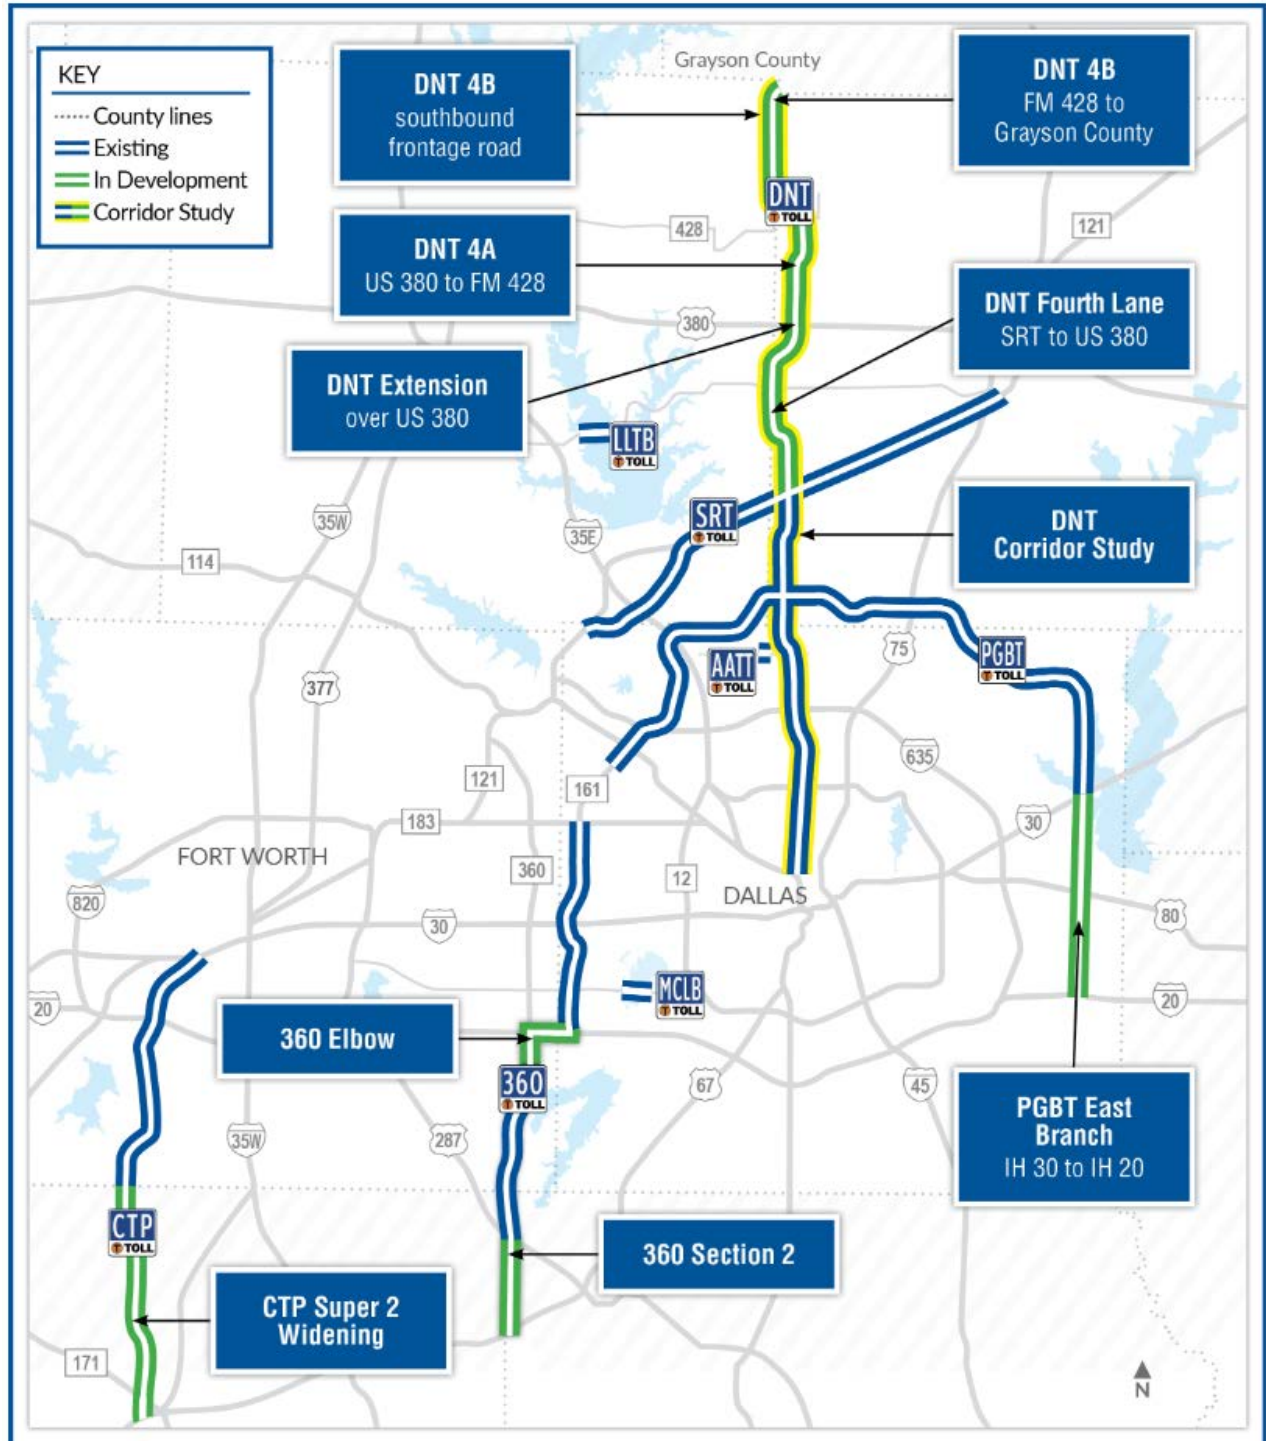 KEY
County lines
Existing
In Development
Corridor Study
DNT 4B
southbound
frontage road
Grayson County
DNT 4B
FM 428 to
Grayson County
DNT
TOLL
428
121
DNT 4A
US 380 to FM 428
380
DNT Fourth Lane
SRT to US 380
DNT Extension
over US 380
LLTB
TOLL
35W
35E
SRT
TOLL
DNT
Corridor Study
114
377
75
PGBT
TOLL
AATT
TOLL
121
161
635
183
30
FORT WORTH
360
12
DALLAS
820
30
80
20
MCLB
TOLL
20
360 Elbow
360
TOLL
67
45
35W
287
PGBT East
Branch
IH 30 to IH 20
CTP
TOLL
360 Section 2
CTP Super 2
Widening
171
N